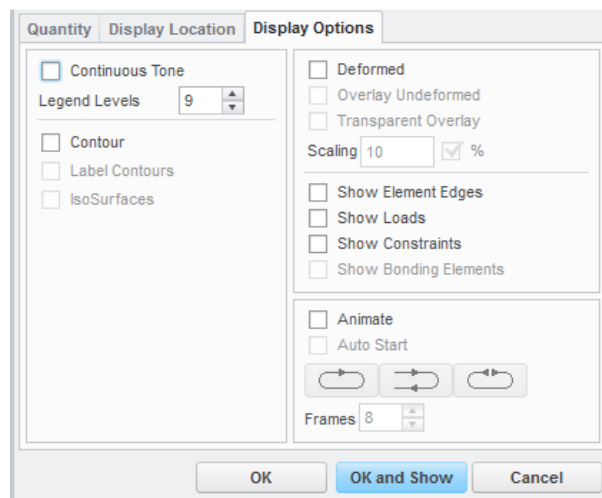 Quantity Display Location Display Options
Continuous Tone
Legend Levels 9
Contour
Label Contours
IsoSurfaces
Deformed
Overlay Undeformed
Transparent Overlay
Scaling 10 %
Show Element Edges
Show Loads
Show Constraints
Show Bonding Elements
Animate
Auto Start
Frames 8
OK OK and Show Cancel